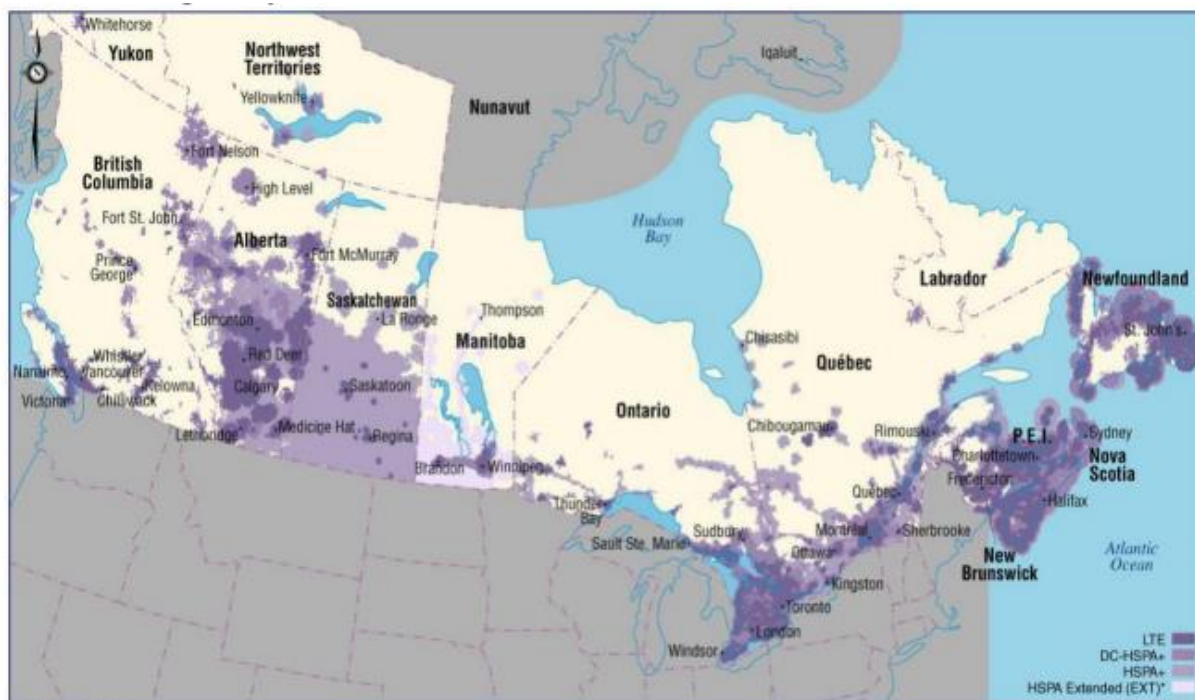 Whitehorse
Yukon
Northwest
Territories
Yellowknife
Nunavut
Iqaluit
Fort Nelson
British
Columbia
High Level
Fort St. John
Alberta
Fort McMurray
Prince
George
Saskatchewan
La Ronge
Edmonton
Thompson
Manitoba
Hudson
Bay
Labrador
Newfoundland
St. John's
Chisasibi
Québec
Whistler
Nanaimo
Vancouver
Kelowna
Victoria
Chilliwack
Red Deer
Calgary
Saskatoon
Lethbridge
Medicine Hat
Regina
Brandon
Winnipeg
Ontario
Chibougamau
Rimouski
P.E.I.
Sydney
Charlottetown
Nova
Scotia
Fredericton
Halifax
Thunder
Bay
Québec
Sudbury
Montréal
Sherbrooke
Sault Ste. Marie
Ottawa
New
Brunswick
Atlantic
Ocean
Kingston
Toronto
London
Windsor
LTE
DC-HSPA+
HSPA+
HSPA Extended (EXT)*